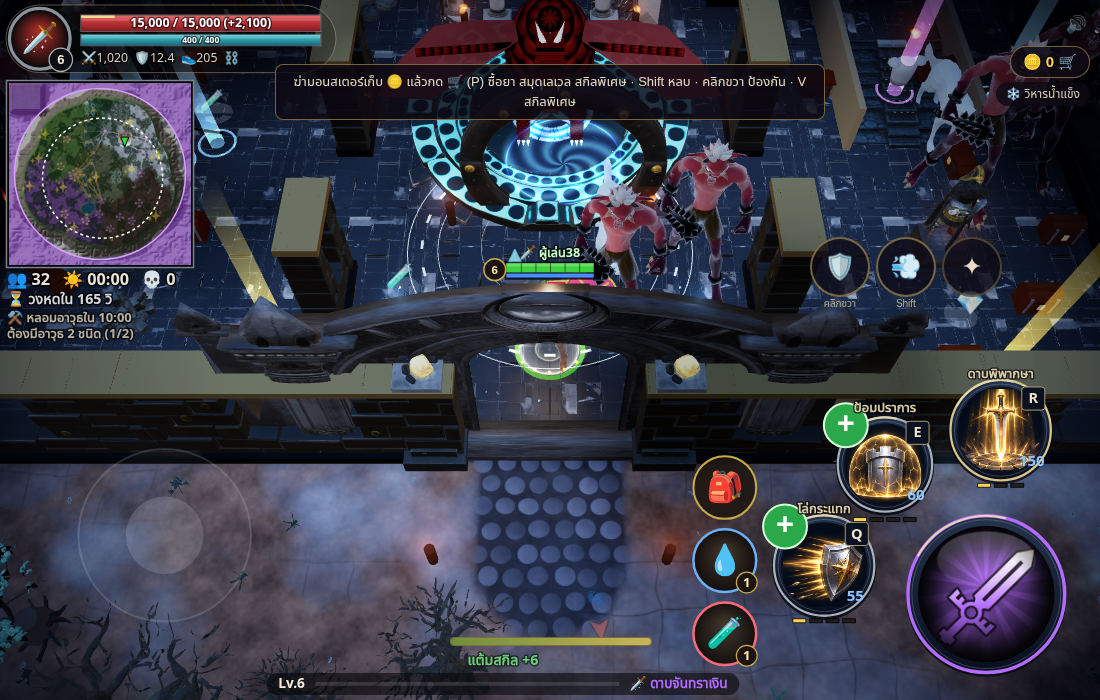 15,000 / 15,000 (+2,100)
400 / 400
6
1,020 12.4 205
ฆ่ามอนสเตอร์เก็บ 🪙 แล้วกด 🛒 (P) ซื้อยา สมุดเลเวล สกิลพิเศษ · Shift หลบ · คลิกขวา ป้องกัน · V
สกิลพิเศษ
0
วิหารน้ำแข็ง
32 00:00 0
วงหดใน 165 วิ
หลอมอาวุธใน 10:00
ต้องมีอาวุธ 2 ชนิด (1/2)
ผู้เล่น38
6
คลิกขวา
Shift
ดาบพิพากษา
R
150
ป้อมปราการ
+
E
60
โล่กระแทก
+
Q
55
1
1
แต้มสกิล +6
Lv.6
ดาบจันทราเงิน